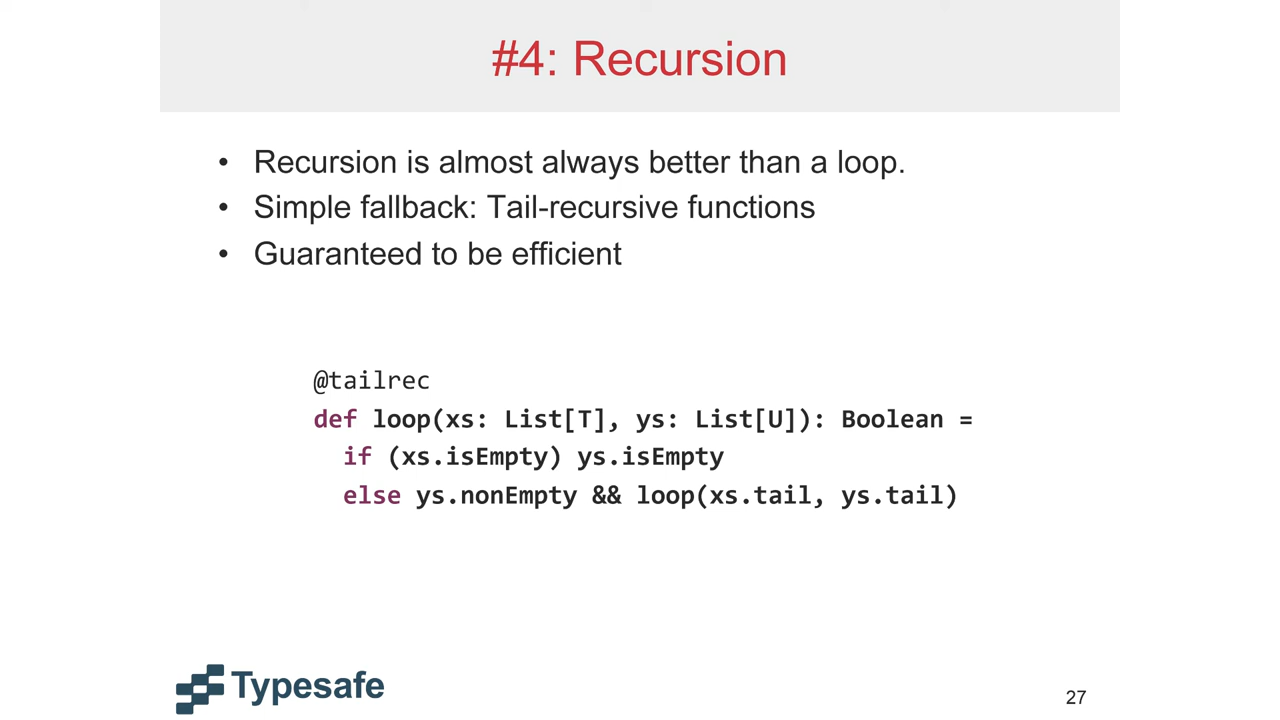 #4: Recursion
• Recursion is almost always better than a loop.
• Simple fallback: Tail-recursive functions
• Guaranteed to be efficient
@tailrec
def loop(xs: List[T], ys: List[U]): Boolean =
  if (xs.isEmpty) ys.isEmpty
  else ys.nonEmpty && loop(xs.tail, ys.tail)
Typesafe
27